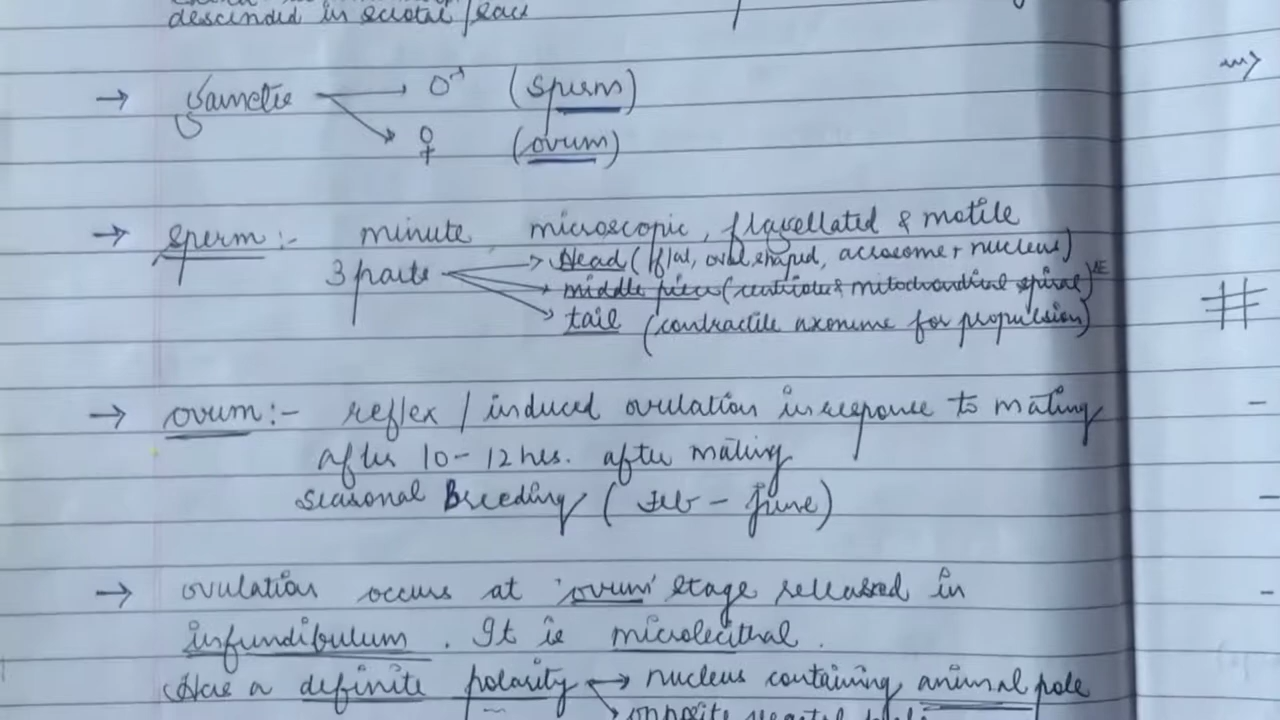 descended in scrotal sacs
→ Gamete → ♂ (sperm)
→ ♀ (ovum)
→ sperm :- minute microscopic, flagellated & motile
3 parts → Head (flat, oval shaped, acrosome + nucleus)
→ middle piece (centrioles mitochondrial spiral)
→ tail (contractile axoneme for propulsion)
→ ovum :- reflex / induced ovulation in response to mating
after 10 - 12 hrs. after mating
seasonal Breeding (Feb - June)
→ ovulation occurs at 'ovum' stage released in
infundibulum. It is microlecithal.
Has a definite polarity → nucleus containing animal pole
→ opposite vegetal pole
#